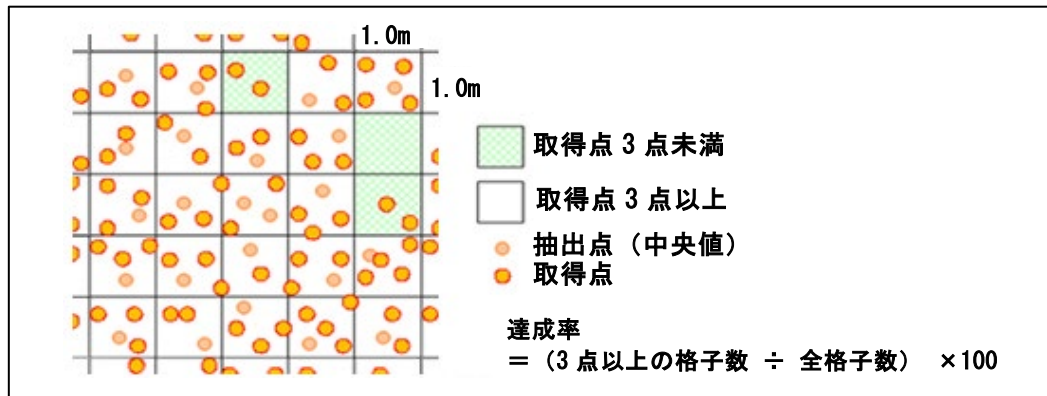 1.0m
1.0m
取得点 3 点未満
取得点 3 点以上
抽出点（中央値）
取得点
達成率
＝（3 点以上の格子数 ÷ 全格子数） ×100